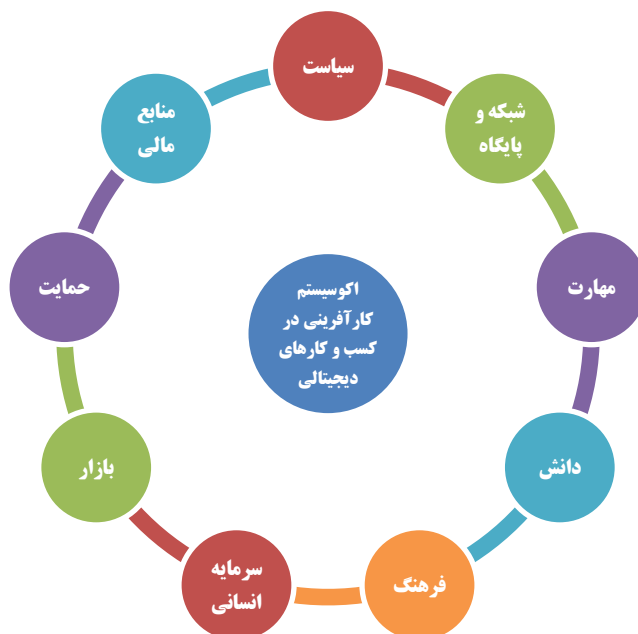 سیاست
شبکه و
پایگاه
مهارت
دانش
فرهنگ
سرمایه
انسانی
بازار
حمایت
منابع
مالی
اکوسیستم
کارآفرینی در
کسب و کارهای
دیجیتالی